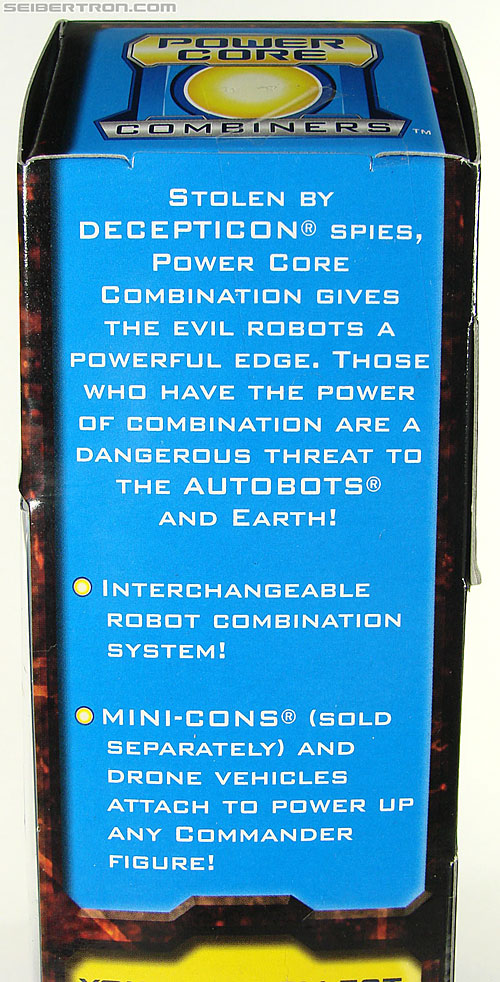 SEIBERTRON.COM
POWER
CORE
COMBINERS™
STOLEN BY
DECEPTICON® SPIES,
POWER CORE
COMBINATION GIVES
THE EVIL ROBOTS A
POWERFUL EDGE. THOSE
WHO HAVE THE POWER
OF COMBINATION ARE A
DANGEROUS THREAT TO
THE AUTOBOTS®
AND EARTH!
INTERCHANGEABLE
ROBOT COMBINATION
SYSTEM!
MINI-CONS® (SOLD
SEPARATELY) AND
DRONE VEHICLES
ATTACH TO POWER UP
ANY COMMANDER
FIGURE!